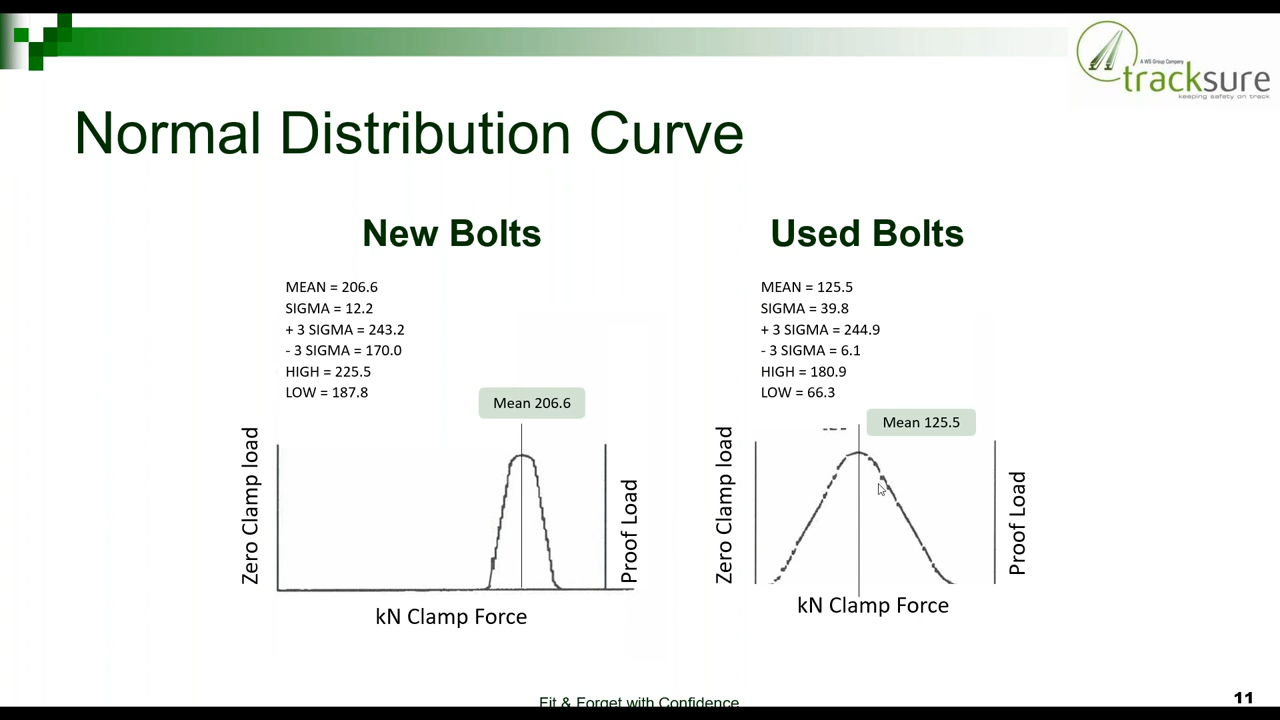 A WS Group Company
tracksure
keeping safety on track
Normal Distribution Curve
New Bolts
MEAN = 206.6
SIGMA = 12.2
+ 3 SIGMA = 243.2
- 3 SIGMA = 170.0
HIGH = 225.5
LOW = 187.8
Mean 206.6
Zero Clamp load
Proof Load
kN Clamp Force
Used Bolts
MEAN = 125.5
SIGMA = 39.8
+ 3 SIGMA = 244.9
- 3 SIGMA = 6.1
HIGH = 180.9
LOW = 66.3
Mean 125.5
Zero Clamp load
Proof Load
kN Clamp Force
Fit & Forget with Confidence
11